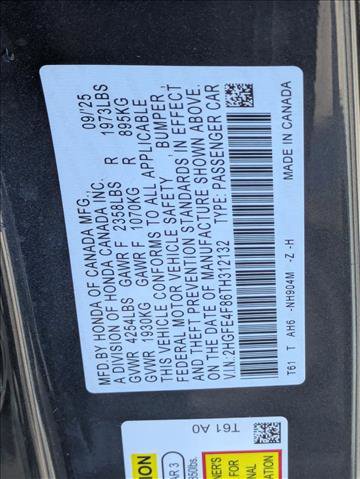 MFD.BY HONDA OF CANADA MFG., 09/25
A DIVISION OF HONDA CANADA INC.
GVWR 4254LBS GAWR F 2358LBS R 1973LBS
GVWR 1930KG GAWR F 1070KG R 895KG
THIS VEHICLE CONFORMS TO ALL APPLICABLE
FEDERAL MOTOR VEHICLE SAFETY , BUMPER ,
AND THEFT PREVENTION STANDARDS IN EFFECT
ON THE DATE OF MANUFACTURE SHOWN ABOVE.
V.I.N:2HGFE4F86TH312132 TYPE: PASSENGER CAR
T61 T AH6 -NH904M -Z -H MADE IN CANADA
T61 A0